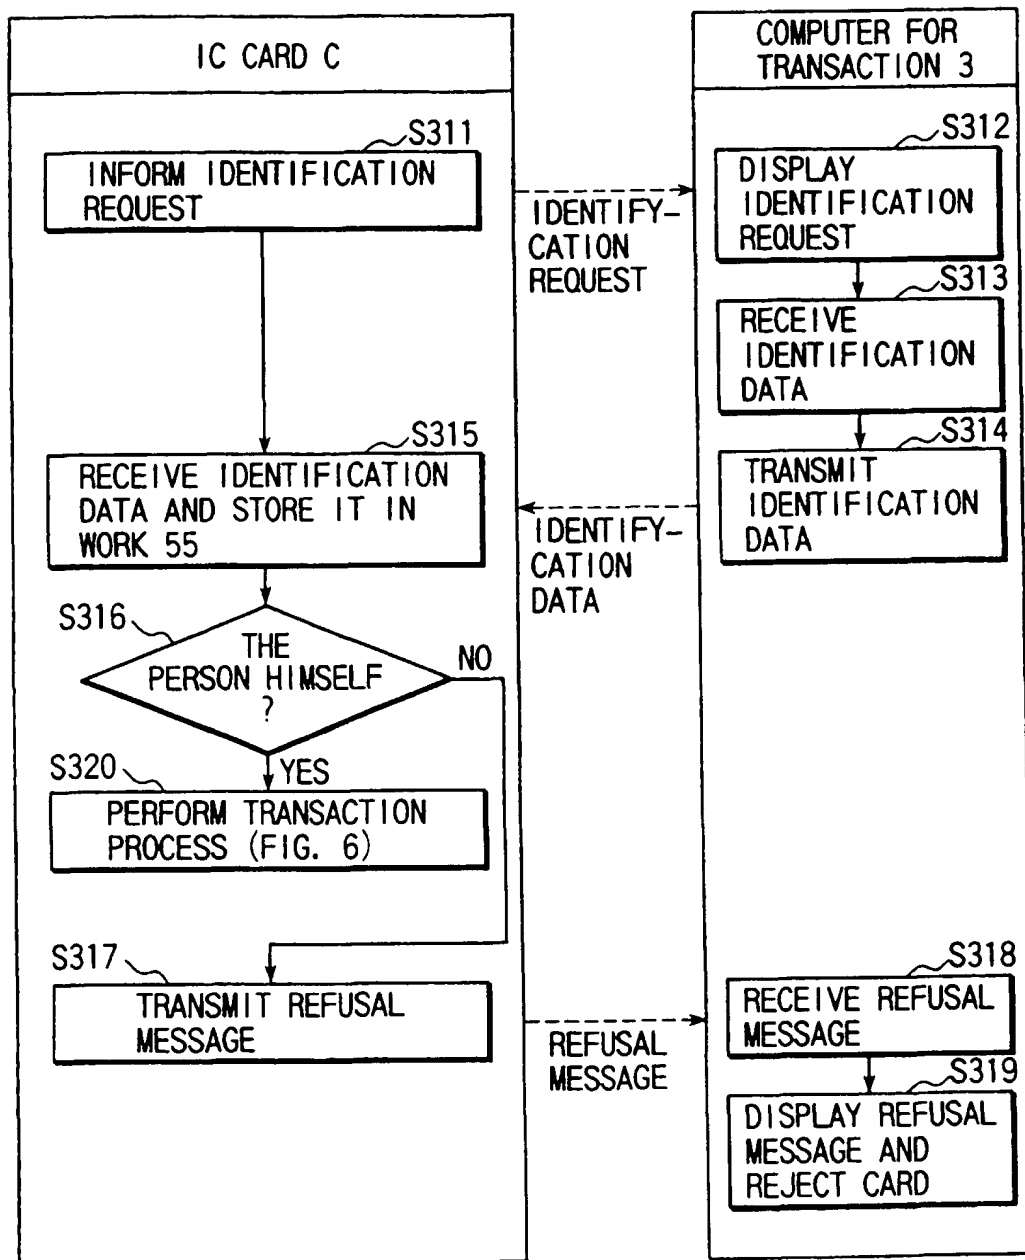 IC CARD C
COMPUTER FOR
TRANSACTION 3
S311
INFORM IDENTIFICATION
REQUEST
IDENTIFY-
CATION
REQUEST
S312
DISPLAY
IDENTIFICATION
REQUEST
S313
RECEIVE
IDENTIFICATION
DATA
S314
TRANSMIT
IDENTIFICATION
DATA
IDENTIFY-
CATION
DATA
S315
RECEIVE IDENTIFICATION
DATA AND STORE IT IN
WORK 55
S316
THE
PERSON HIMSELF
?
NO
YES
S320
PERFORM TRANSACTION
PROCESS (FIG. 6)
S317
TRANSMIT REFUSAL
MESSAGE
REFUSAL
MESSAGE
S318
RECEIVE REFUSAL
MESSAGE
S319
DISPLAY REFUSAL
MESSAGE AND
REJECT CARD